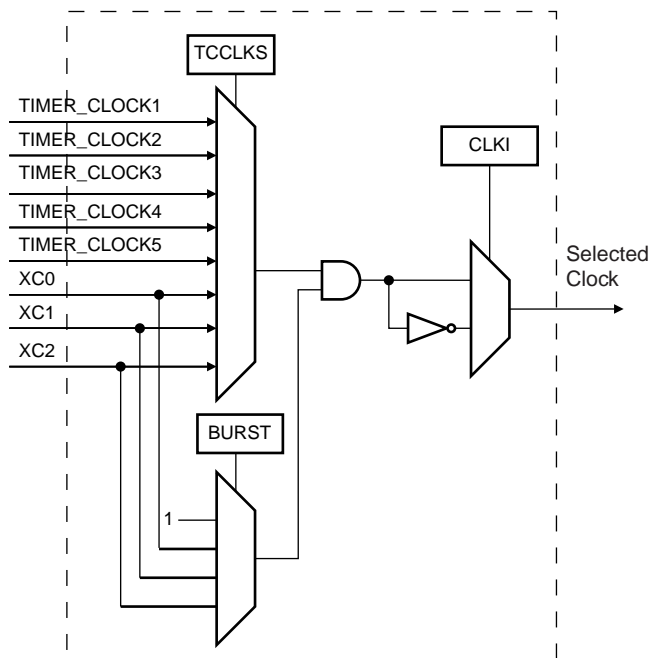 TCCLKS
TIMER_CLOCK1
TIMER_CLOCK2
TIMER_CLOCK3
TIMER_CLOCK4
TIMER_CLOCK5
XC0
XC1
XC2
CLKI
Selected
Clock
BURST
1